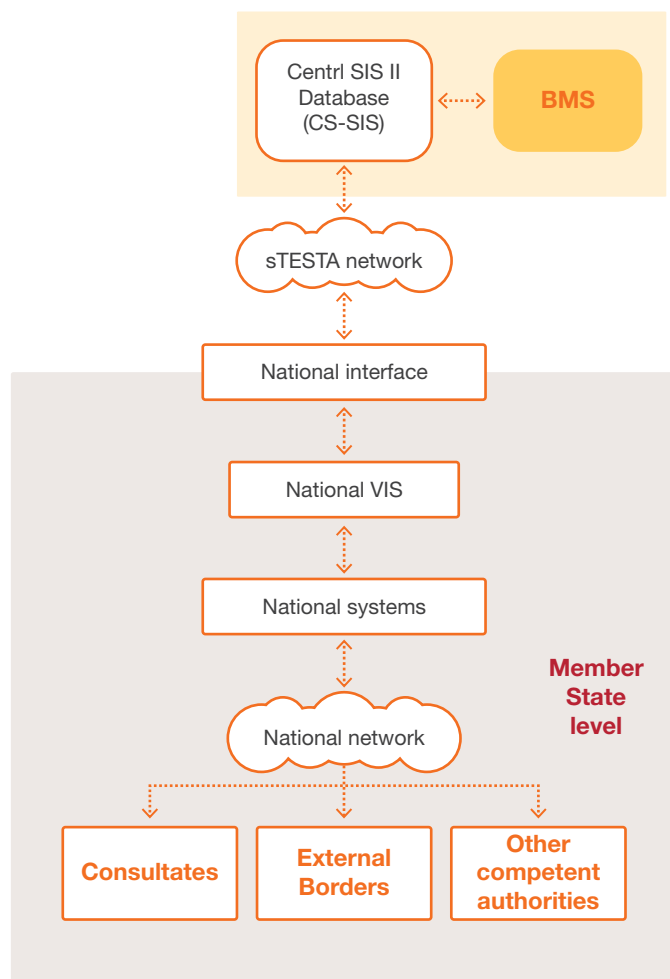 Centrl SIS II
Database
(CS-SIS)
BMS
sTESTA network
National interface
National VIS
National systems
Member
State
level
National network
Consultates
External
Borders
Other
competent
authorities